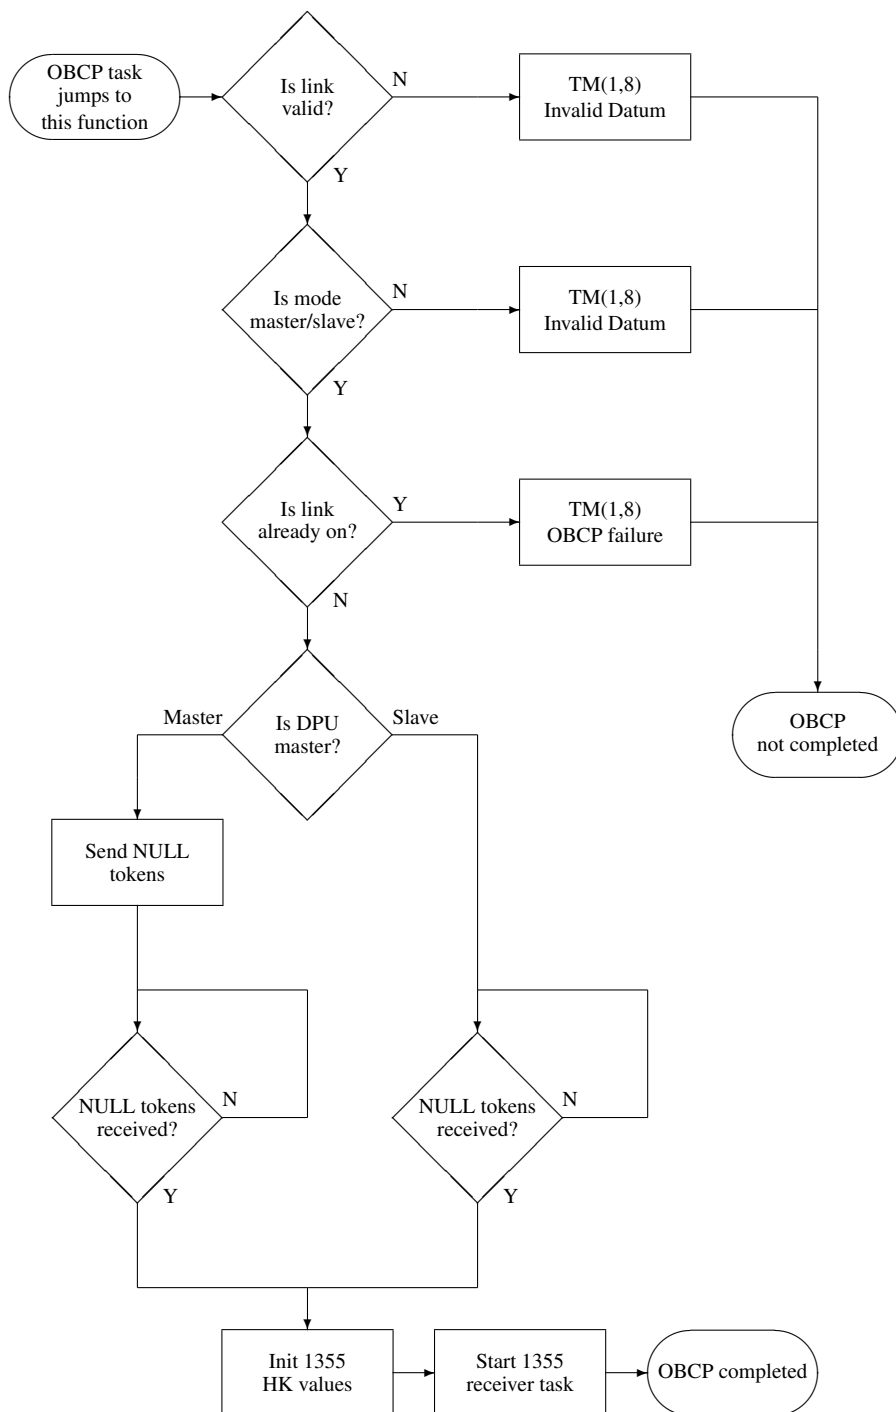 OBCP task
jumps to
this function
Is link
valid?
N
TM(1,8)
Invalid Datum
Y
Is mode
master/slave?
N
TM(1,8)
Invalid Datum
Y
Is link
already on?
Y
TM(1,8)
OBCP failure
N
Master
Is DPU
master?
Slave
OBCP
not completed
Send NULL
tokens
NULL tokens
received?
N
NULL tokens
received?
N
Y
Y
Init 1355
HK values
Start 1355
receiver task
OBCP completed